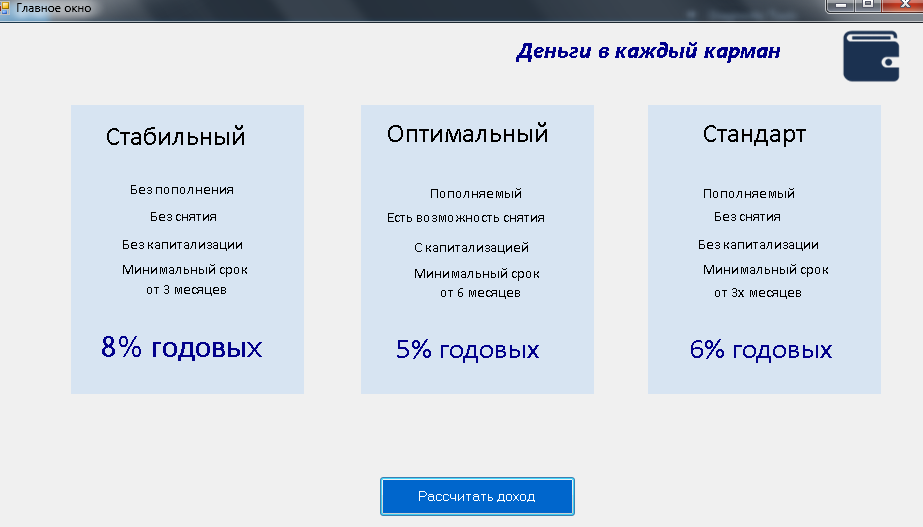 Главное окно
Деньги в каждый карман
Стабильный
Без пополнения
Без снятия
Без капитализации
Минимальный срок
от 3 месяцев
8% годовых
Оптимальный
Пополняемый
Есть возможность снятия
С капитализацией
Минимальный срок
от 6 месяцев
5% годовых
Стандарт
Пополняемый
Без снятия
Без капитализации
Минимальный срок
от 3х месяцев
6% годовых
Рассчитать доход